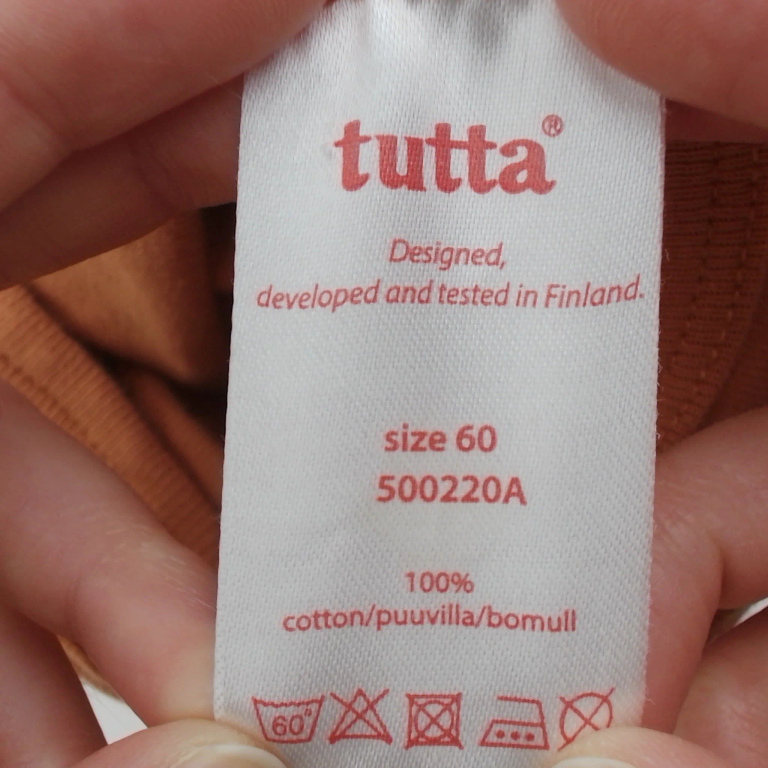 tutta®
Designed,
developed and tested in Finland.
size 60
500220A
100%
cotton/puuvilla/bomull
60°